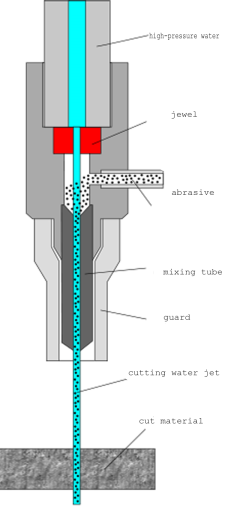 high-pressure water
jewel
abrasive
mixing tube
guard
cutting water jet
cut material